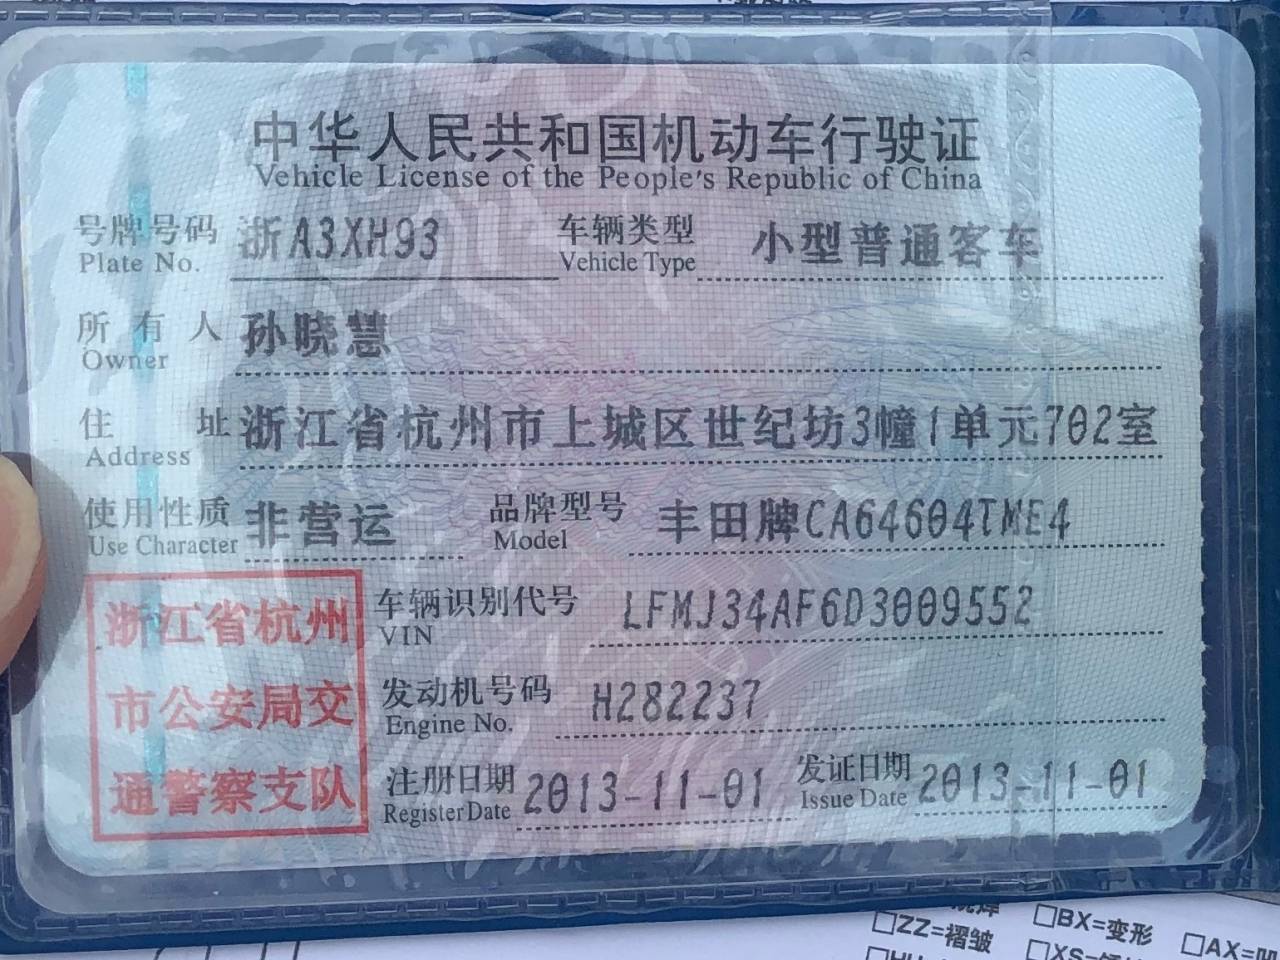 中华人民共和国机动车行驶证
Vehicle License of the People's Republic of China
号牌号码 浙A3XH93 车辆类型 小型普通客车
Plate No. Vehicle Type
所有人 孙晓慧
Owner
住址 浙江省杭州市上城区世纪坊3幢1单元702室
Address
使用性质 非营运 品牌型号 丰田牌CA64604TME4
Use Character Model
浙江省杭州
市公安局交
通警察支队
车辆识别代号 LFMJ34AF6D3009552
VIN
发动机号码 H282237
Engine No.
注册日期 2013-11-01 发证日期 2013-11-01
Register Date Issue Date
□BX=变形
□ZZ=褶皱
□AX=凹